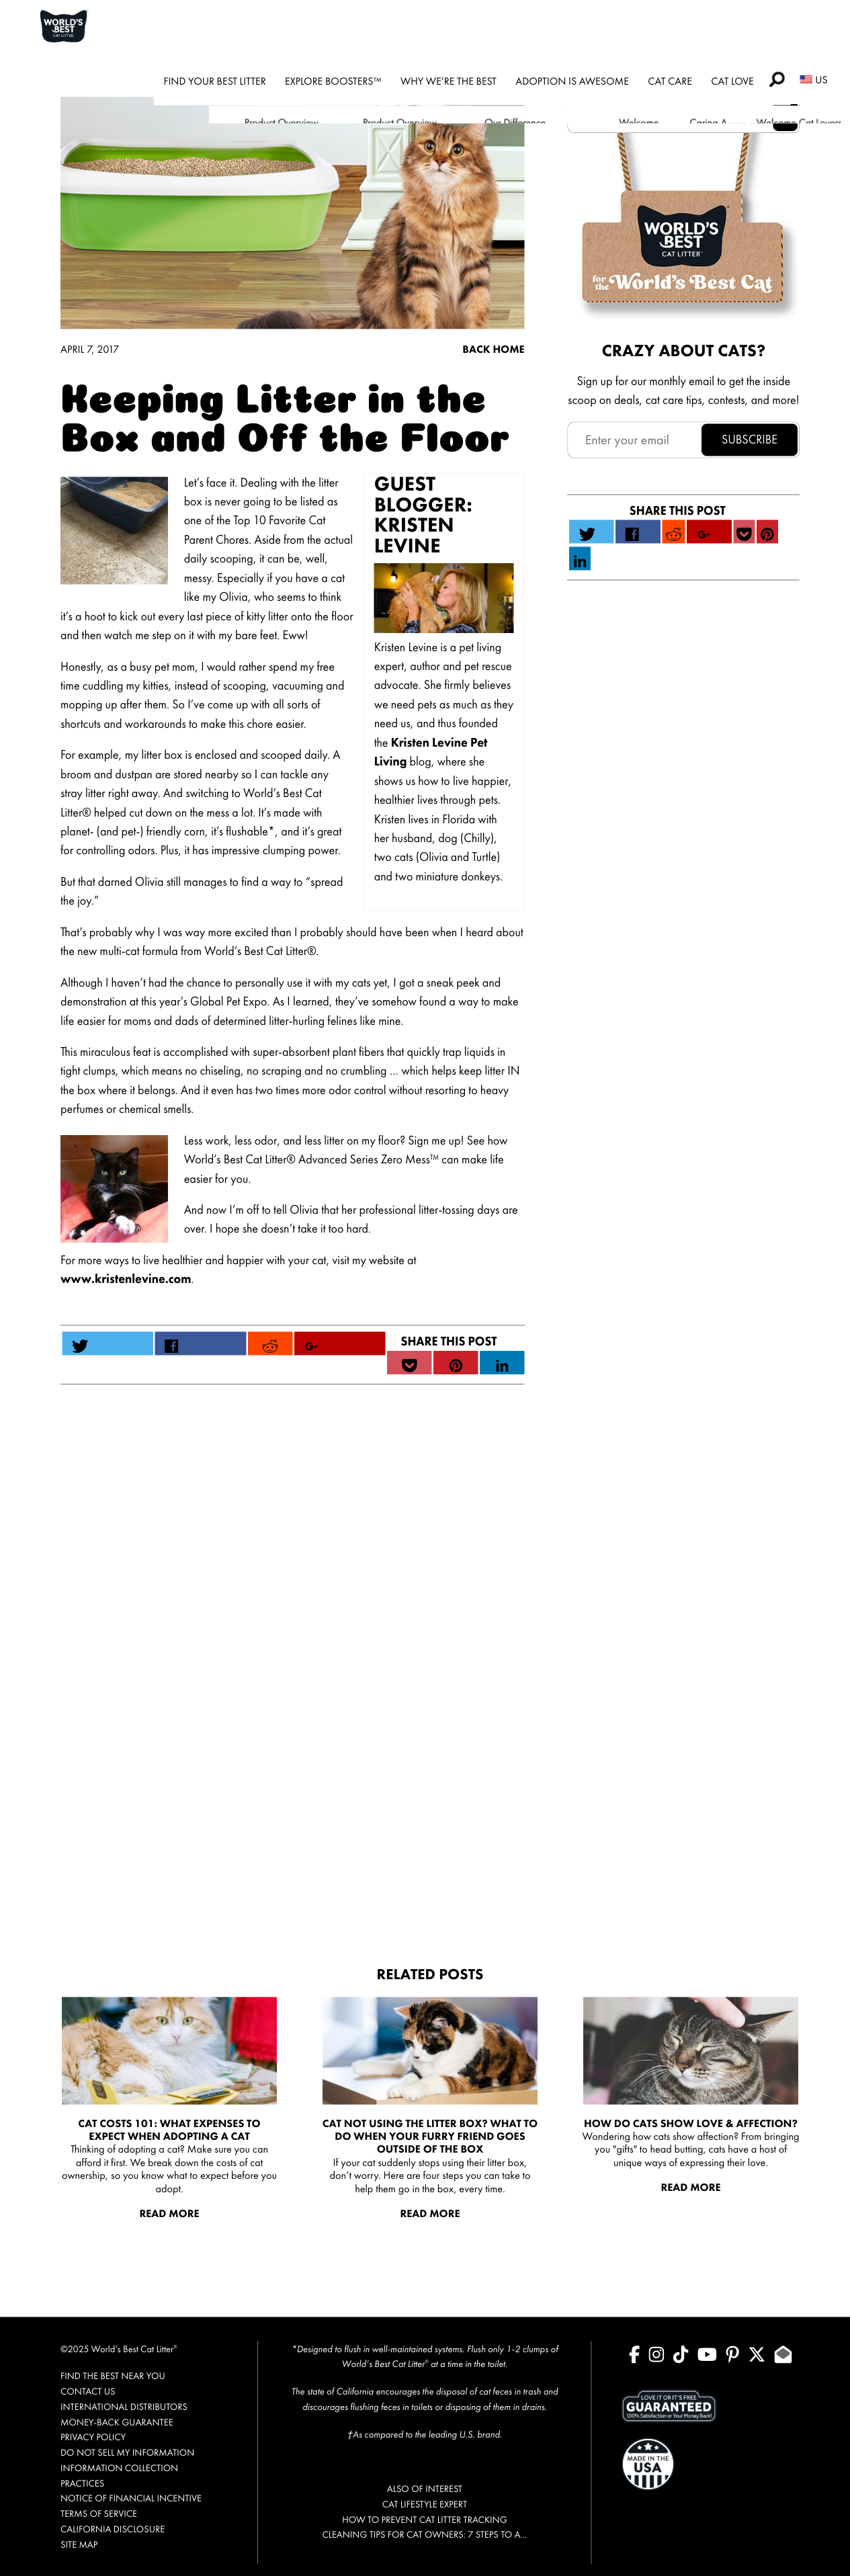 WORLD'S
BEST
CAT LITTER
FIND YOUR BEST LITTER EXPLORE BOOSTERS™ WHY WE'RE THE BEST ADOPTION IS AWESOME CAT CARE CAT LOVE US
Product Overview Product Overview Our Difference Welcome Caring Welcome Cat Lovers
WORLD'S
BEST
CAT LITTER™
for the World's Best Cat
APRIL 7, 2017 BACK HOME
Keeping Litter in the
Box and Off the Floor
Let's face it. Dealing with the litter
box is never going to be listed as
one of the Top 10 Favorite Cat
Parent Chores. Aside from the actual
daily scooping, it can be, well,
messy. Especially if you have a cat
like my Olivia, who seems to think
it's a hoot to kick out every last piece of kitty litter onto the floor
and then watch me step on it with my bare feet. Eww!
Honestly, as a busy pet mom, I would rather spend my free
time cuddling my kitties, instead of scooping, vacuuming and
mopping up after them. So I've come up with all sorts of
shortcuts and workarounds to make this chore easier.
For example, my litter box is enclosed and scooped daily. A
broom and dustpan are stored nearby so I can tackle any
stray litter right away. And switching to World's Best Cat
Litter® helped cut down on the mess a lot. It's made with
planet- (and pet-) friendly corn, it's flushable*, and it's great
for controlling odors. Plus, it has impressive clumping power.
But that darned Olivia still manages to find a way to “spread
the joy.”
GUEST
BLOGGER:
KRISTEN
LEVINE
Kristen Levine is a pet living
expert, author and pet rescue
advocate. She firmly believes
we need pets as much as they
need us, and thus founded
the Kristen Levine Pet
Living blog, where she
shows us how to live happier,
healthier lives through pets.
Kristen lives in Florida with
her husband, dog (Chilly),
two cats (Olivia and Turtle)
and two miniature donkeys.
That's probably why I was way more excited than I probably should have been when I heard about
the new multi-cat formula from World's Best Cat Litter®.
Although I haven't had the chance to personally use it with my cats yet, I got a sneak peek and
demonstration at this year's Global Pet Expo. As I learned, they've somehow found a way to make
life easier for moms and dads of determined litter-hurling felines like mine.
This miraculous feat is accomplished with super-absorbent plant fibers that quickly trap liquids in
tight clumps, which means no chiseling, no scraping and no crumbling … which helps keep litter IN
the box where it belongs. And it even has two times more odor control without resorting to heavy
perfumes or chemical smells.
Less work, less odor, and less litter on my floor? Sign me up! See how
World's Best Cat Litter® Advanced Series Zero Mess™ can make life
easier for you.
And now I'm off to tell Olivia that her professional litter-tossing days are
over. I hope she doesn't take it too hard.
For more ways to live healthier and happier with your cat, visit my website at
www.kristenlevine.com.
SHARE THIS POST
CRAZY ABOUT CATS?
Sign up for our monthly email to get the inside
scoop on deals, cat care tips, contests, and more!
Enter your email SUBSCRIBE
SHARE THIS POST
RELATED POSTS
CAT COSTS 101: WHAT EXPENSES TO
EXPECT WHEN ADOPTING A CAT
Thinking of adopting a cat? Make sure you can
afford it first. We break down the costs of cat
ownership, so you know what to expect before you
adopt.
READ MORE
CAT NOT USING THE LITTER BOX? WHAT TO
DO WHEN YOUR FURRY FRIEND GOES
OUTSIDE OF THE BOX
If your cat suddenly stops using their litter box,
don't worry. Here are four steps you can take to
help them go in the box, every time.
READ MORE
HOW DO CATS SHOW LOVE & AFFECTION?
Wondering how cats show affection? From bringing
you "gifts" to head butting, cats have a host of
unique ways of expressing their love.
READ MORE
©2025 World's Best Cat Litter®
FIND THE BEST NEAR YOU
CONTACT US
INTERNATIONAL DISTRIBUTORS
MONEY-BACK GUARANTEE
PRIVACY POLICY
DO NOT SELL MY INFORMATION
INFORMATION COLLECTION
PRACTICES
NOTICE OF FINANCIAL INCENTIVE
TERMS OF SERVICE
CALIFORNIA DISCLOSURE
SITE MAP
*Designed to flush in well-maintained systems. Flush only 1-2 clumps of
World's Best Cat Litter® at a time in the toilet.
The state of California encourages the disposal of cat feces in trash and
discourages flushing feces in toilets or disposing of them in drains.
†As compared to the leading U.S. brand.
ALSO OF INTEREST
CAT LIFESTYLE EXPERT
HOW TO PREVENT CAT LITTER TRACKING
CLEANING TIPS FOR CAT OWNERS: 7 STEPS TO A...
LOVE IT OR IT'S FREE
GUARANTEED
100% Satisfaction or Your Money Back!
MADE IN THE
USA